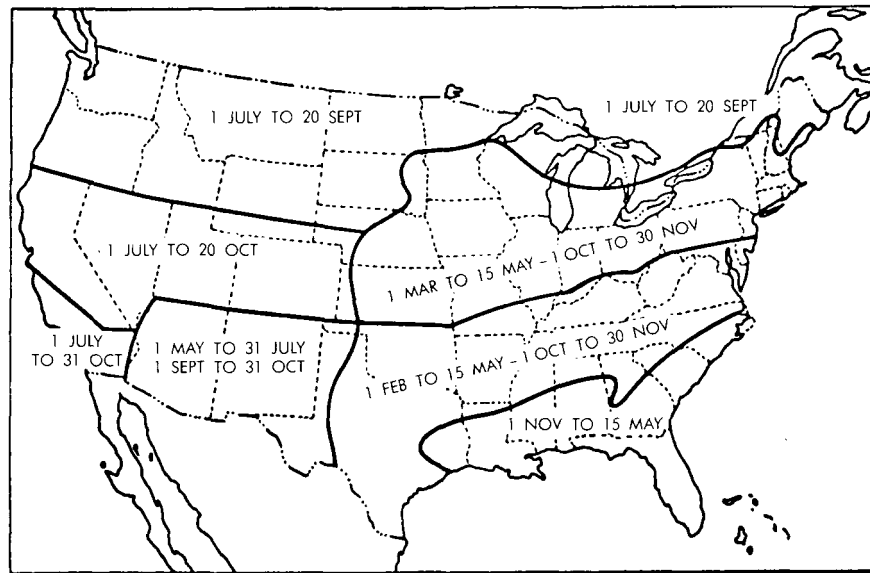 1 JULY TO 20 SEPT
1 JULY TO 20 SEPT
1 JULY TO 20 OCT
1 MAR TO 15 MAY – 1 OCT TO 30 NOV
1 JULY
TO 31 OCT
1 MAY TO 31 JULY
1 SEPT TO 31 OCT
1 FEB TO 15 MAY – 1 OCT TO 30 NOV
1 NOV TO 15 MAY